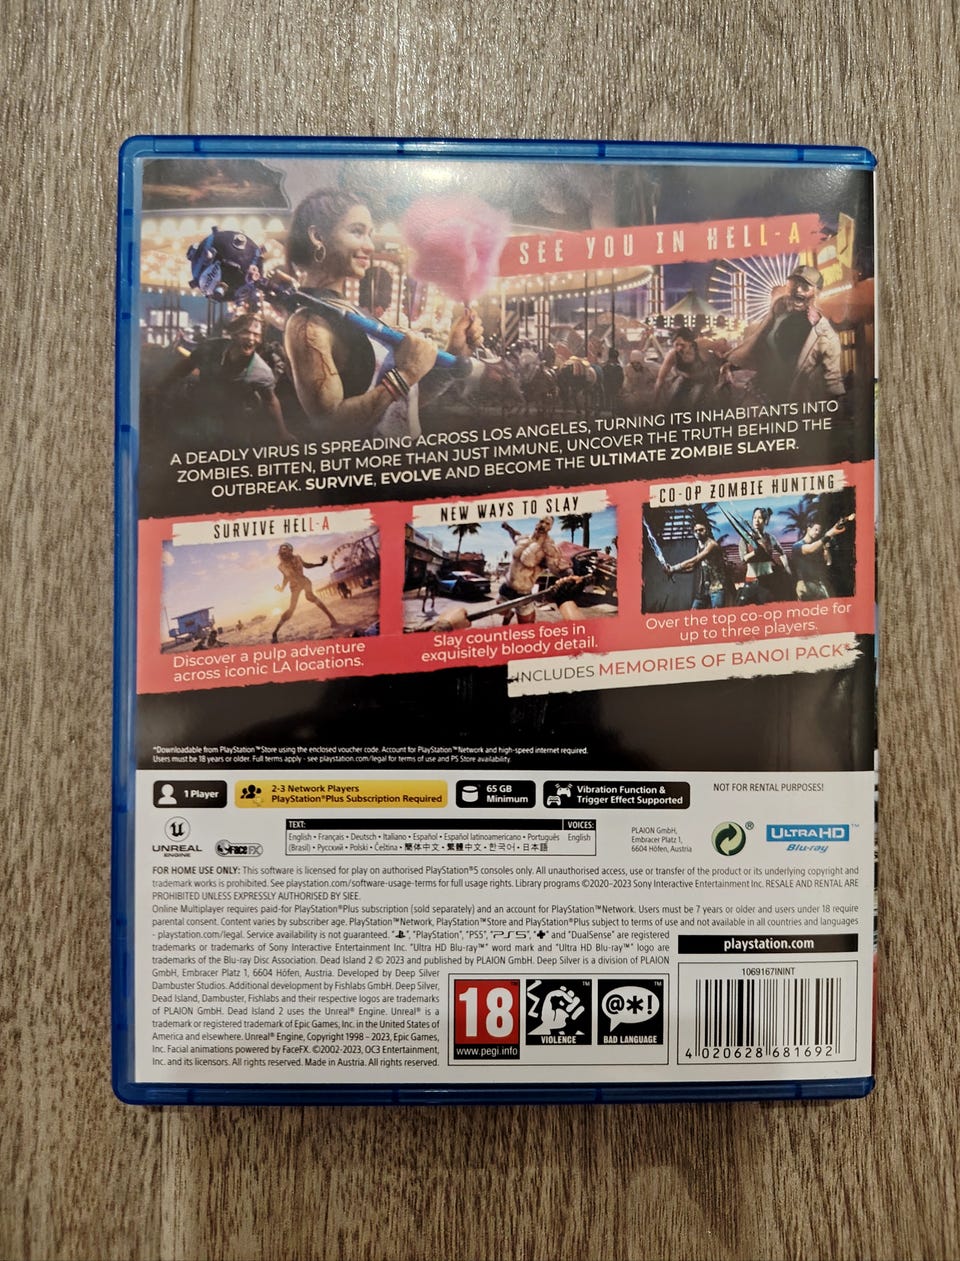 SEE YOU IN HELL-A
A DEADLY VIRUS IS SPREADING ACROSS LOS ANGELES, TURNING ITS INHABITANTS INTO
ZOMBIES. BITTEN, BUT MORE THAN JUST IMMUNE, UNCOVER THE TRUTH BEHIND THE
OUTBREAK. SURVIVE, EVOLVE AND BECOME THE ULTIMATE ZOMBIE SLAYER.
SURVIVE HELL-A
Discover a pulp adventure
across iconic LA locations.
NEW WAYS TO SLAY
Slay countless foes in
exquisitely bloody detail.
CO-OP ZOMBIE HUNTING
Over the top co-op mode for
up to three players.
INCLUDES MEMORIES OF BANOI PACK*
*Downloadable from PlayStation™Store using the enclosed voucher code. Account for PlayStation™Network and high-speed internet required.
Users must be 18 years or older. Full terms apply - see playstation.com/legal for terms of use and PS Store availability.
1 Player
2-3 Network Players
PlayStation®Plus Subscription Required
65 GB
Minimum
Vibration Function &
Trigger Effect Supported
NOT FOR RENTAL PURPOSES!
UNREAL
ENGINE
FaceFX
TEXT:
English • Français • Deutsch • Italiano • Español • Español latinoamericano • Português
(Brasil) • Русский • Polski • Čeština • 簡体中文 • 繁體中文 • 한국어 • 日本語
VOICES:
English
PLAION GmbH,
Embracer Platz 1,
6604 Höfen, Austria
®
ULTRA HD™
Blu-ray
FOR HOME USE ONLY: This software is licensed for play on authorised PlayStation®5 consoles only. All unauthorised access, use or transfer of the product or its underlying copyright and
trademark works is prohibited. See playstation.com/software-usage-terms for full usage rights. Library programs ©2020-2023 Sony Interactive Entertainment Inc. RESALE AND RENTAL ARE
PROHIBITED UNLESS EXPRESSLY AUTHORISED BY SIEE.
Online Multiplayer requires paid-for PlayStation®Plus subscription (sold separately) and an account for PlayStation™Network. Users must be 7 years or older and users under 18 require
parental consent. Content varies by subscriber age. PlayStation™Network, PlayStation™Store and PlayStation®Plus subject to terms of use and not available in all countries and languages
- playstation.com/legal. Service availability is not guaranteed. "", "PlayStation", "PS5", "PS5", "" and "DualSense" are registered
trademarks or trademarks of Sony Interactive Entertainment Inc. "Ultra HD Blu-ray™" word mark and "Ultra HD Blu-ray™" logo are
trademarks of the Blu-ray Disc Association. Dead Island 2 © 2023 and published by PLAION GmbH. Deep Silver is a division of PLAION
GmbH, Embracer Platz 1, 6604 Höfen, Austria. Developed by Deep Silver
Dambuster Studios. Additional development by Fishlabs GmbH. Deep Silver,
Dead Island, Dambuster, Fishlabs and their respective logos are trademarks
of PLAION GmbH. Dead Island 2 uses the Unreal® Engine. Unreal® is a
trademark or registered trademark of Epic Games, Inc. in the United States of
America and elsewhere. Unreal® Engine, Copyright 1998 - 2023, Epic Games,
Inc. Facial animations powered by FaceFX. ©2002-2023, OC3 Entertainment,
Inc. and its licensors. All rights reserved. Made in Austria. All rights reserved.
playstation.com
18
www.pegi.info
VIOLENCE
@*!
BAD LANGUAGE
1069167ININT
4 020628 681692